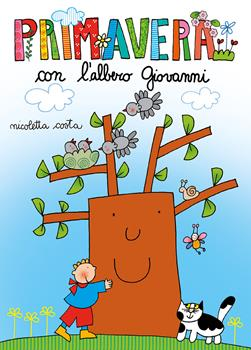 PRIMAVERA
con l'albero Giovanni
nicoletta costa